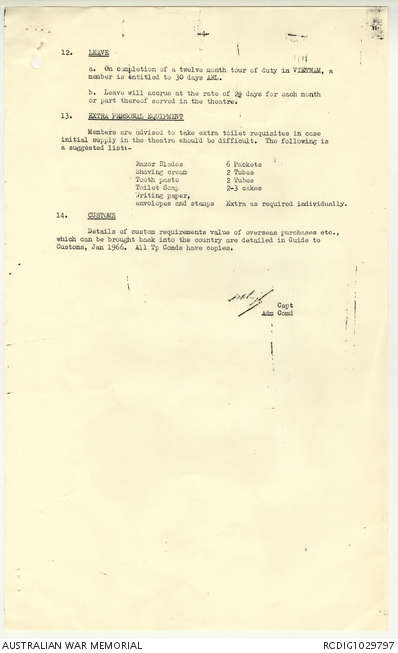 -4-
12. LEAVE
a. On completion of a twelve month tour of duty in VIETNAM, a
member is entitled to 30 days ARL.
b. Leave will accrue at the rate of 2½ days for each month
or part thereof served in the theatre.
13. EXTRA PERSONAL EQUIPMENT
Members are advised to take extra toilet requisites in case
initial supply in the theatre should be difficult. The following is
a suggested list:-
Razor Blades 6 Packets
Shaving cream 2 Tubes
Tooth paste 2 Tubes
Toilet Soap 2-3 cakes
Writing paper,
envelopes and stamps Extra as required individually.
14. CUSTOMS
Details of custom requirements value of overseas purchases etc.,
which can be brought back into the country are detailed in Guide to
Customs, Jan 1966. All Tp Comds have copies.
Capt
Adm Comd
AUSTRALIAN WAR MEMORIAL
RCDIG1029797